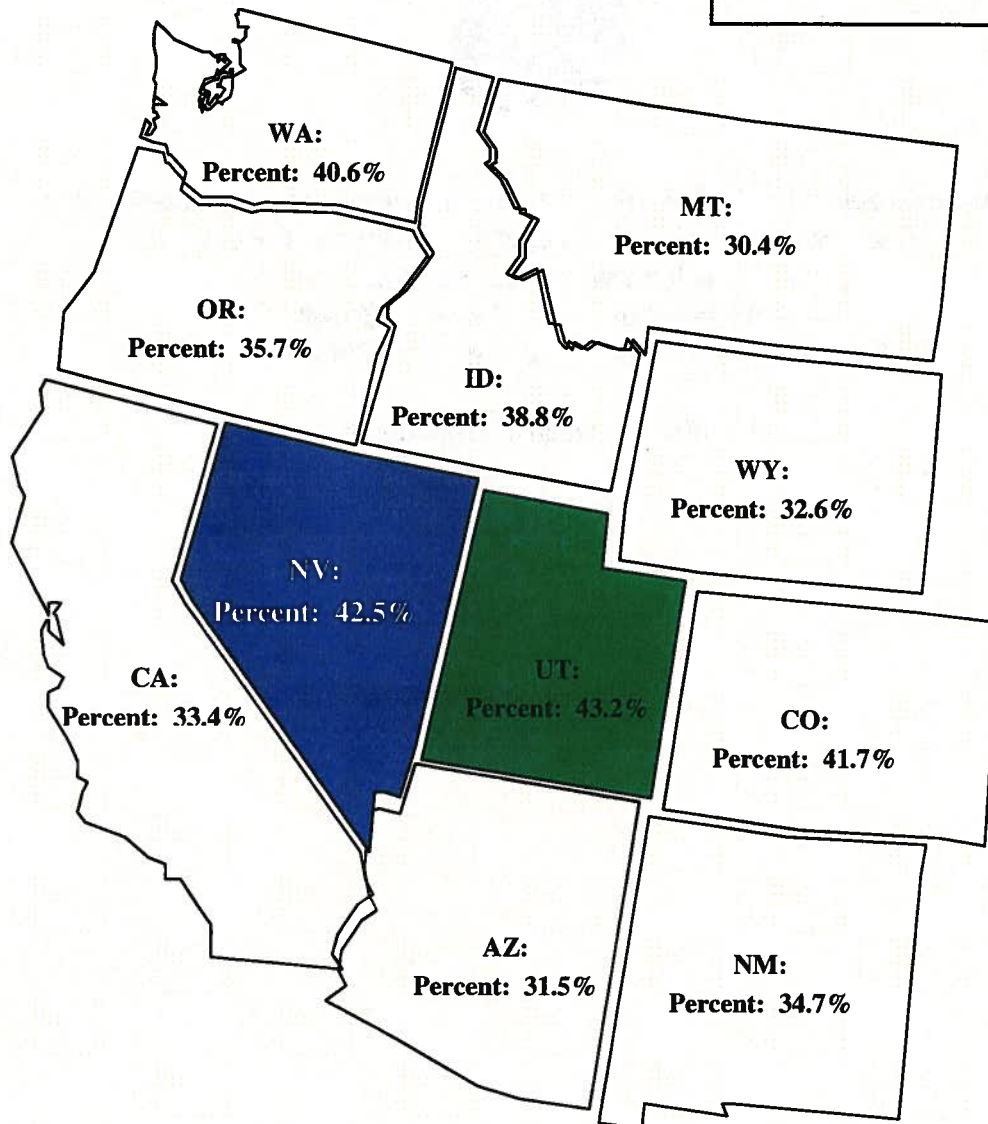 WA:
Percent: 40.6%
MT:
Percent: 30.4%
OR:
Percent: 35.7%
ID:
Percent: 38.8%
WY:
Percent: 32.6%
NV:
Percent: 42.5%
UT:
Percent: 43.2%
CA:
Percent: 33.4%
CO:
Percent: 41.7%
AZ:
Percent: 31.5%
NM:
Percent: 34.7%